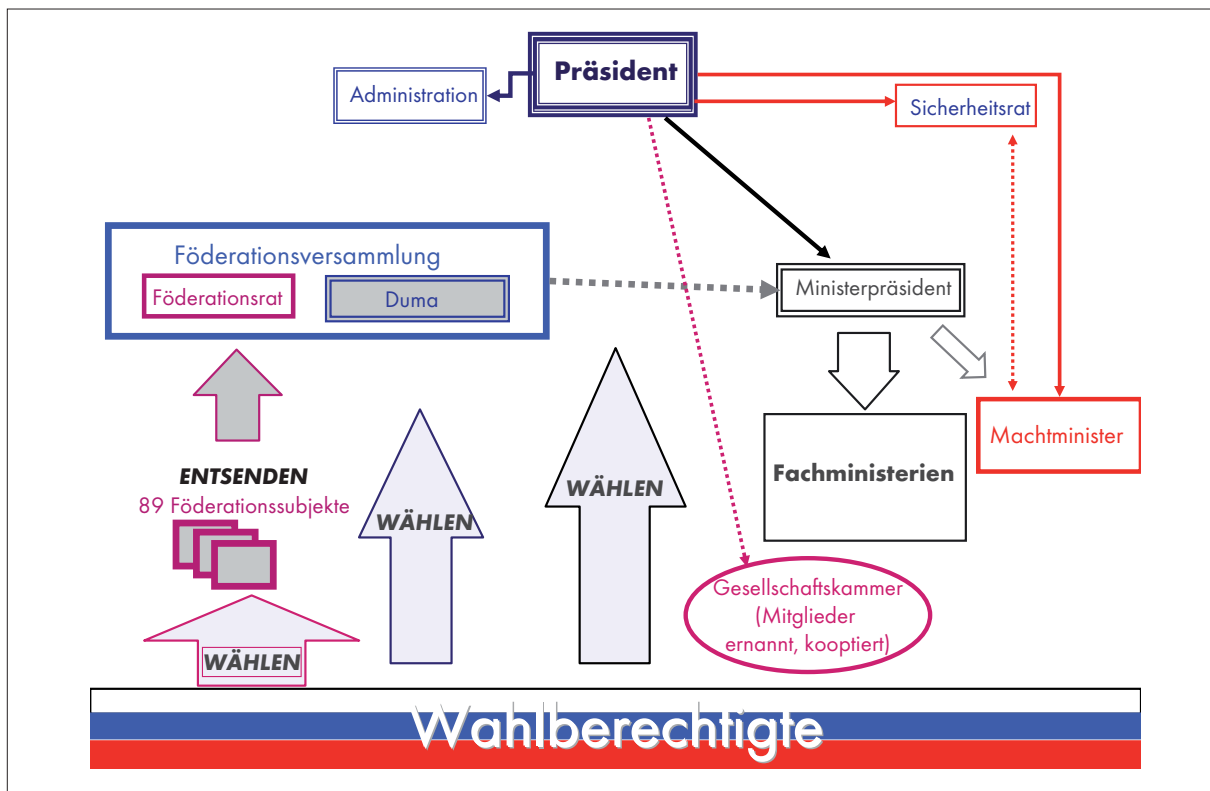 Präsident
Administration
Sicherheitsrat
Föderationsversammlung
Föderationsrat
Duma
Ministerpräsident
Machtminister
Fachministerien
ENTSENDEN
89 Föderationssubjekte
WÄHLEN
WÄHLEN
WÄHLEN
Gesellschaftskammer
(Mitglieder
ernannt, kooptiert)
Wahlberechtigte